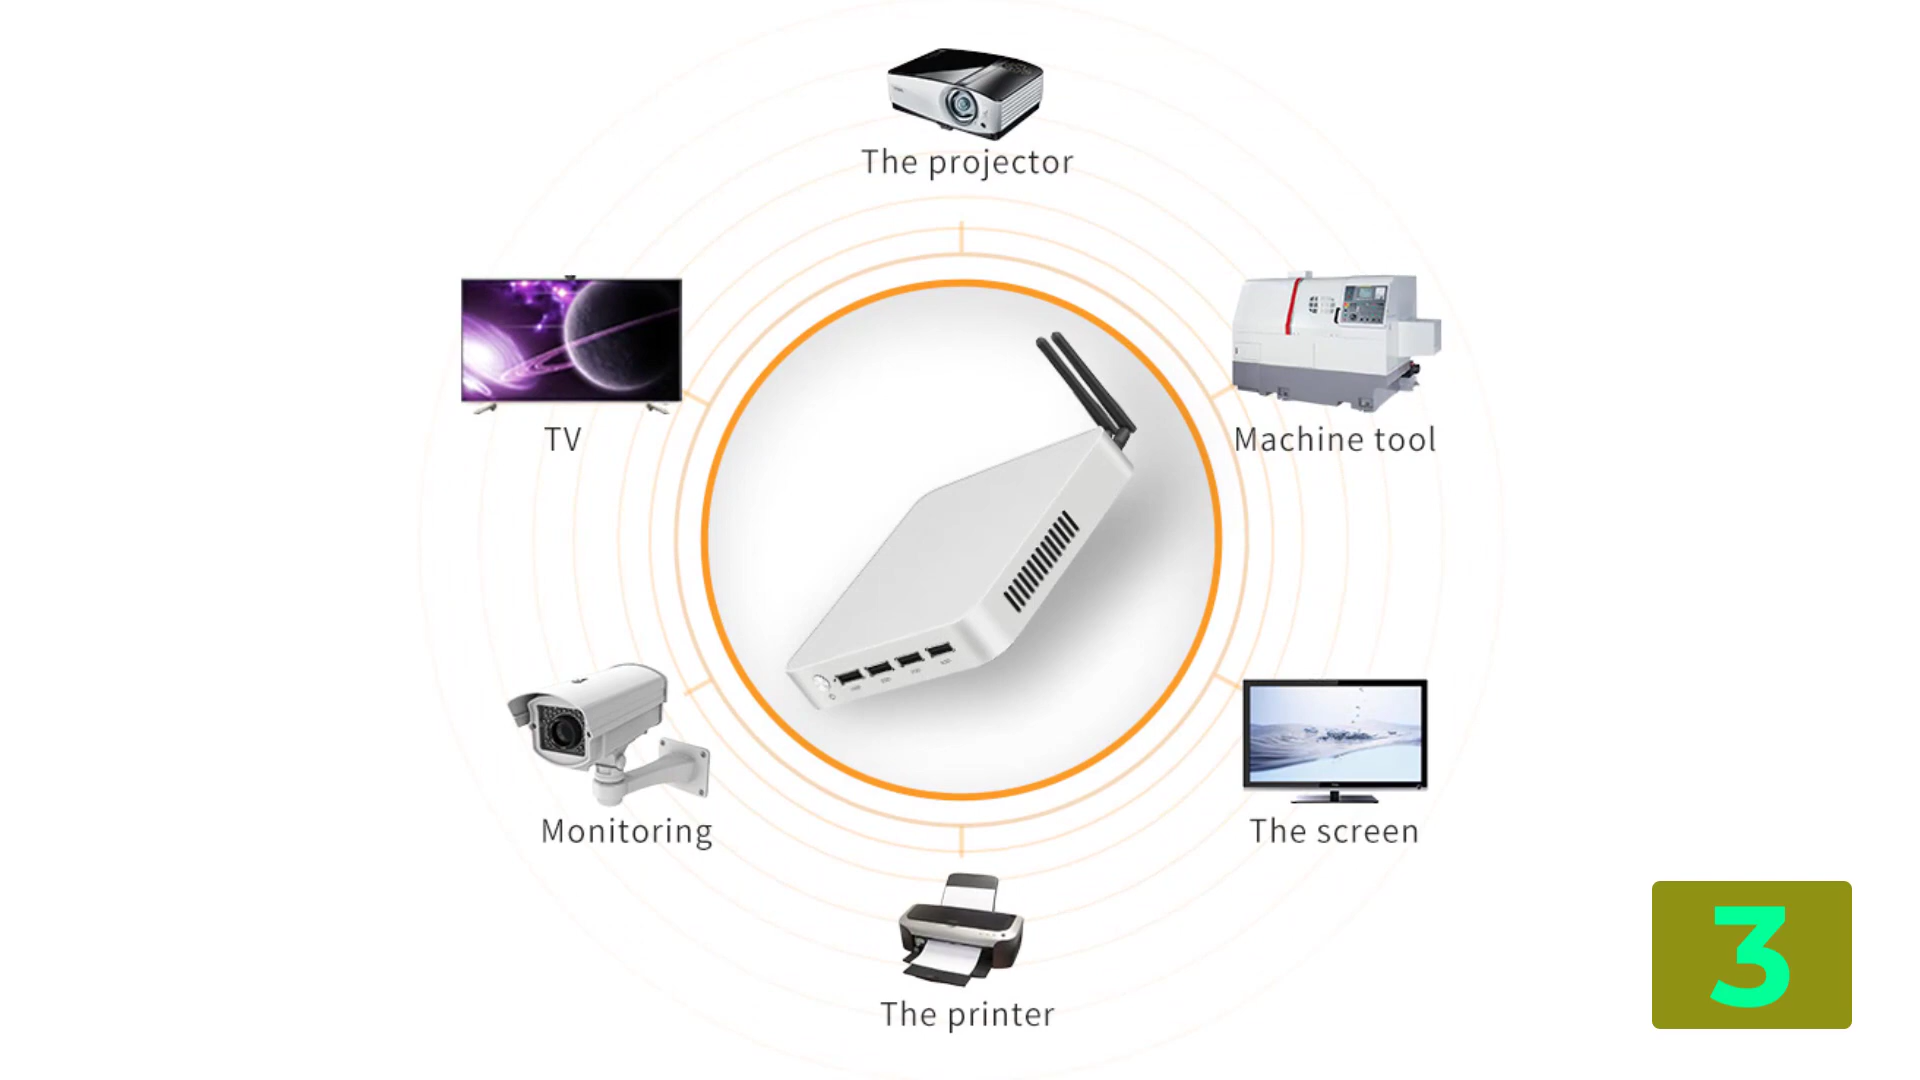 The projector
TV
Machine tool
Monitoring
The screen
The printer
3